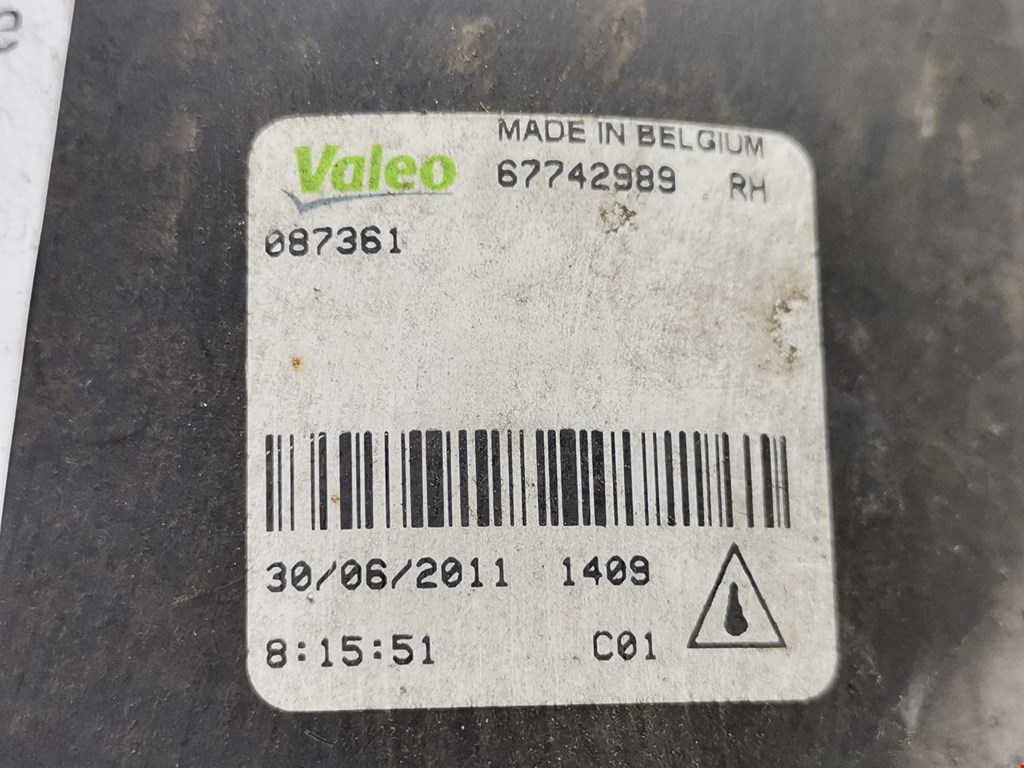 MADE IN BELGIUM
Valeo 67742989 RH
087361
30/06/2011 1409
8:15:51 C01